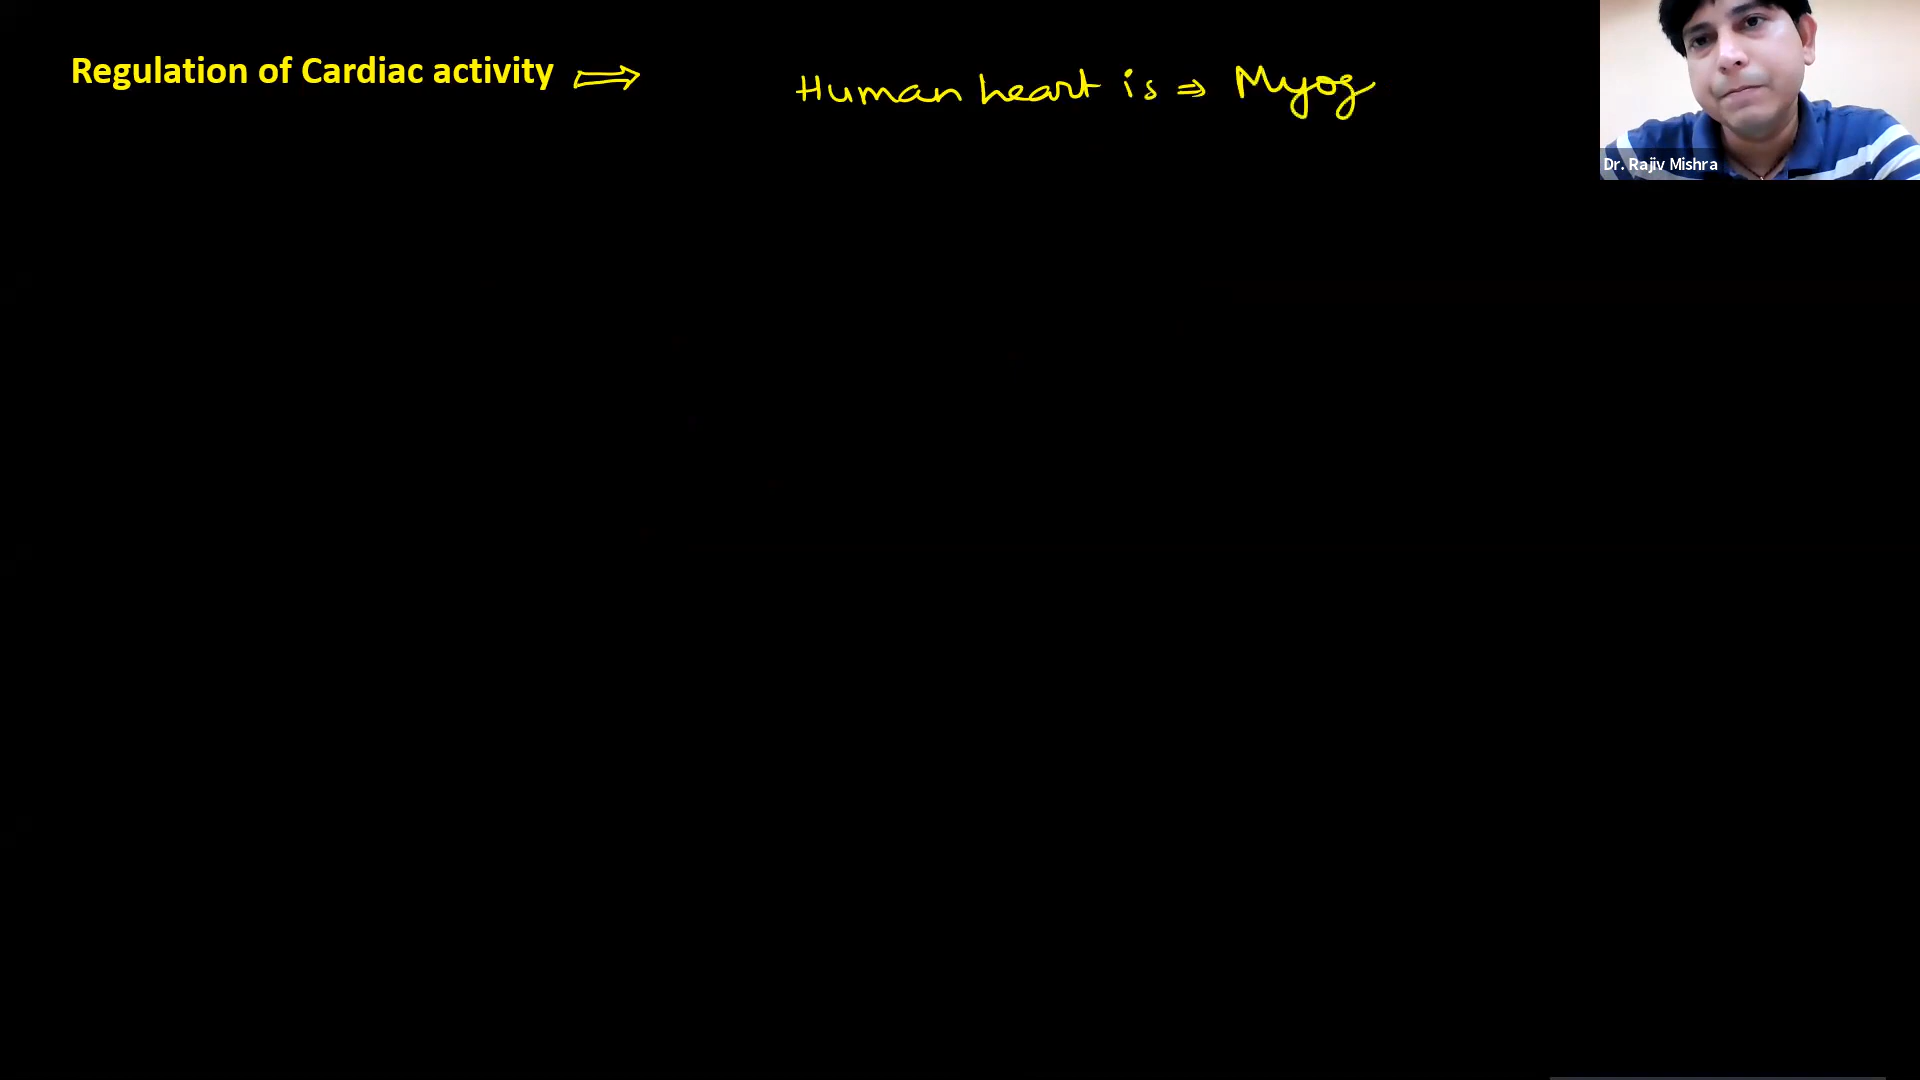 Regulation of Cardiac activity ⇒ Human heart is ⇒ Myog
Dr. Rajiv Mishra